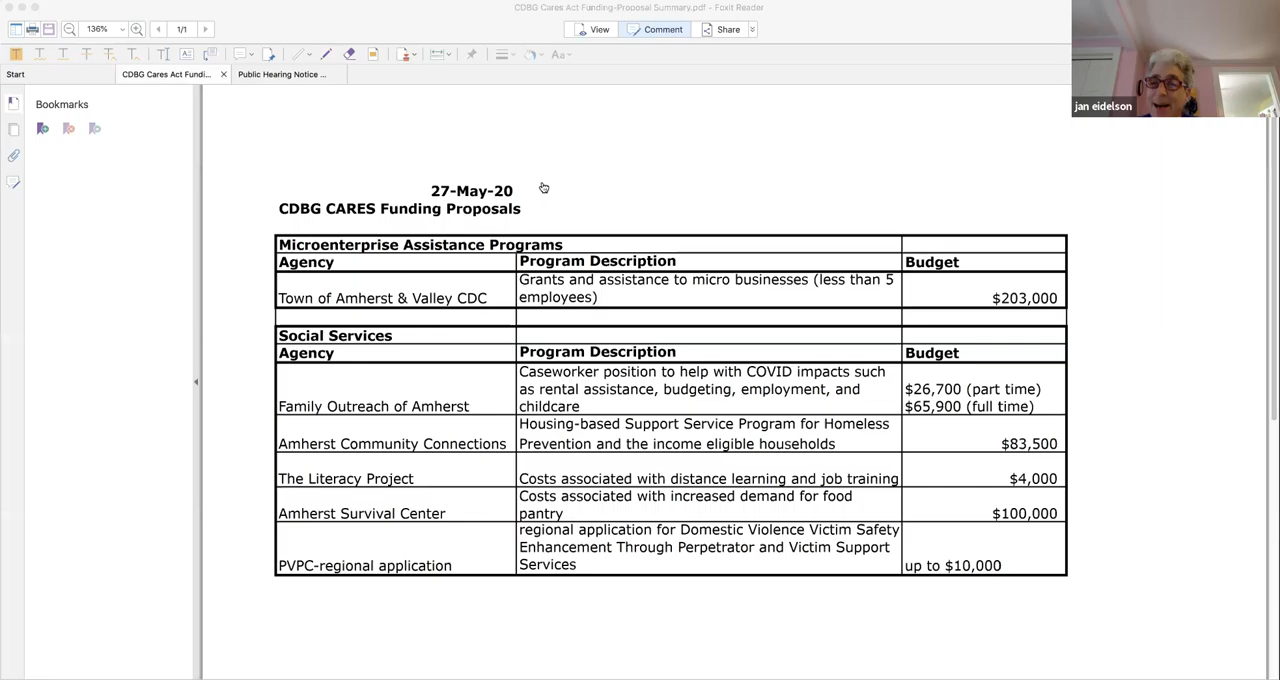 CDBG Cares Act Funding-Proposal Summary.pdf - Foxit Reader
136%
1/1
View
Comment
Share
Aa
Start
CDBG Cares Act Fundi...
Public Hearing Notice ...
Bookmarks
jan eidelson
27-May-20
CDBG CARES Funding Proposals
Microenterprise Assistance Programs
Agency Program Description Budget
Town of Amherst & Valley CDC
Grants and assistance to micro businesses (less than 5
employees)
$203,000
Social Services
Agency Program Description Budget
Family Outreach of Amherst
Caseworker position to help with COVID impacts such
as rental assistance, budgeting, employment, and
childcare
$26,700 (part time)
$65,900 (full time)
Amherst Community Connections
Housing-based Support Service Program for Homeless
Prevention and the income eligible households
$83,500
The Literacy Project
Costs associated with distance learning and job training
$4,000
Amherst Survival Center
Costs associated with increased demand for food
pantry
$100,000
PVPC-regional application
regional application for Domestic Violence Victim Safety
Enhancement Through Perpetrator and Victim Support
Services
up to $10,000